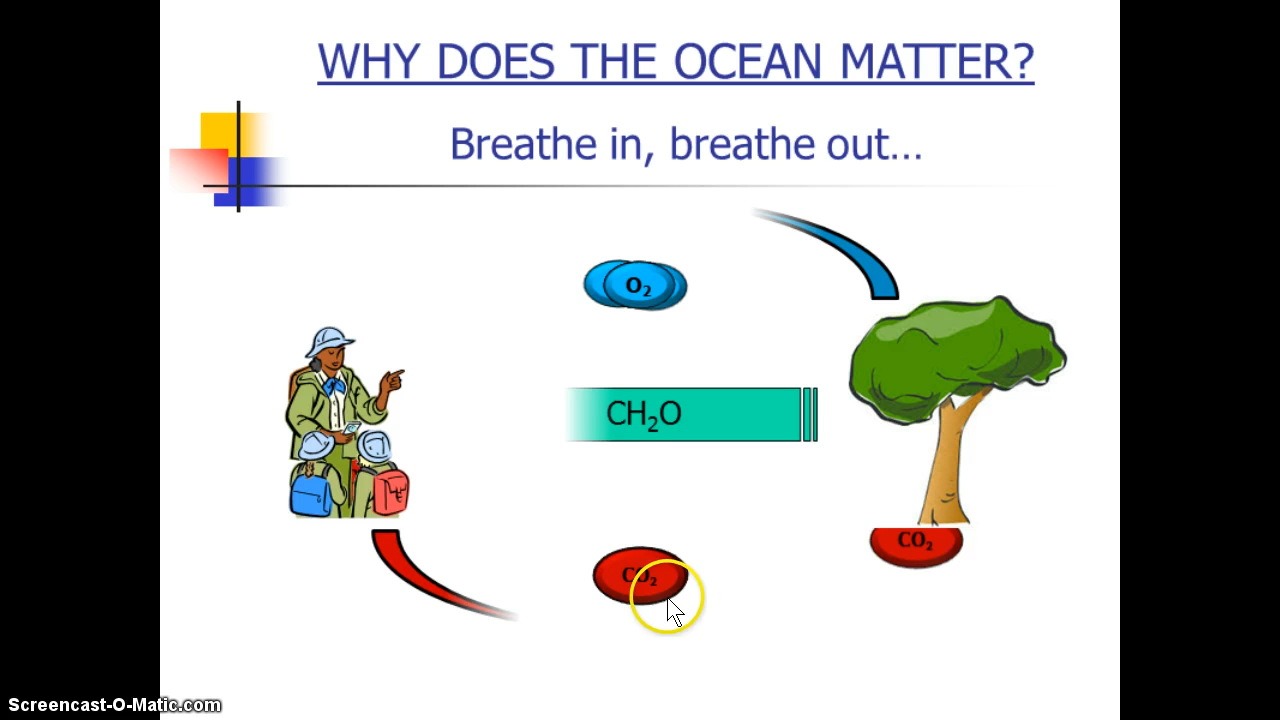 WHY DOES THE OCEAN MATTER?
Breathe in, breathe out...
O₂
CH₂O
CO₂
CO₂
Screencast-O-Matic.com